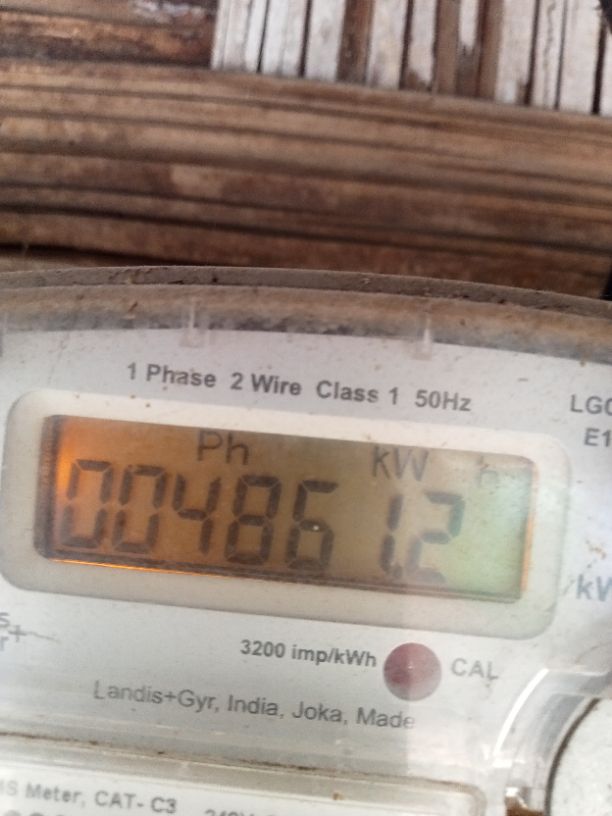 1 Phase 2 Wire Class 1 50Hz
LG
E1
Ph kW h
004861.2
kW
3200 imp/kWh
CAL
Landis+Gyr, India, Joka, Made
Meter, CAT- C3